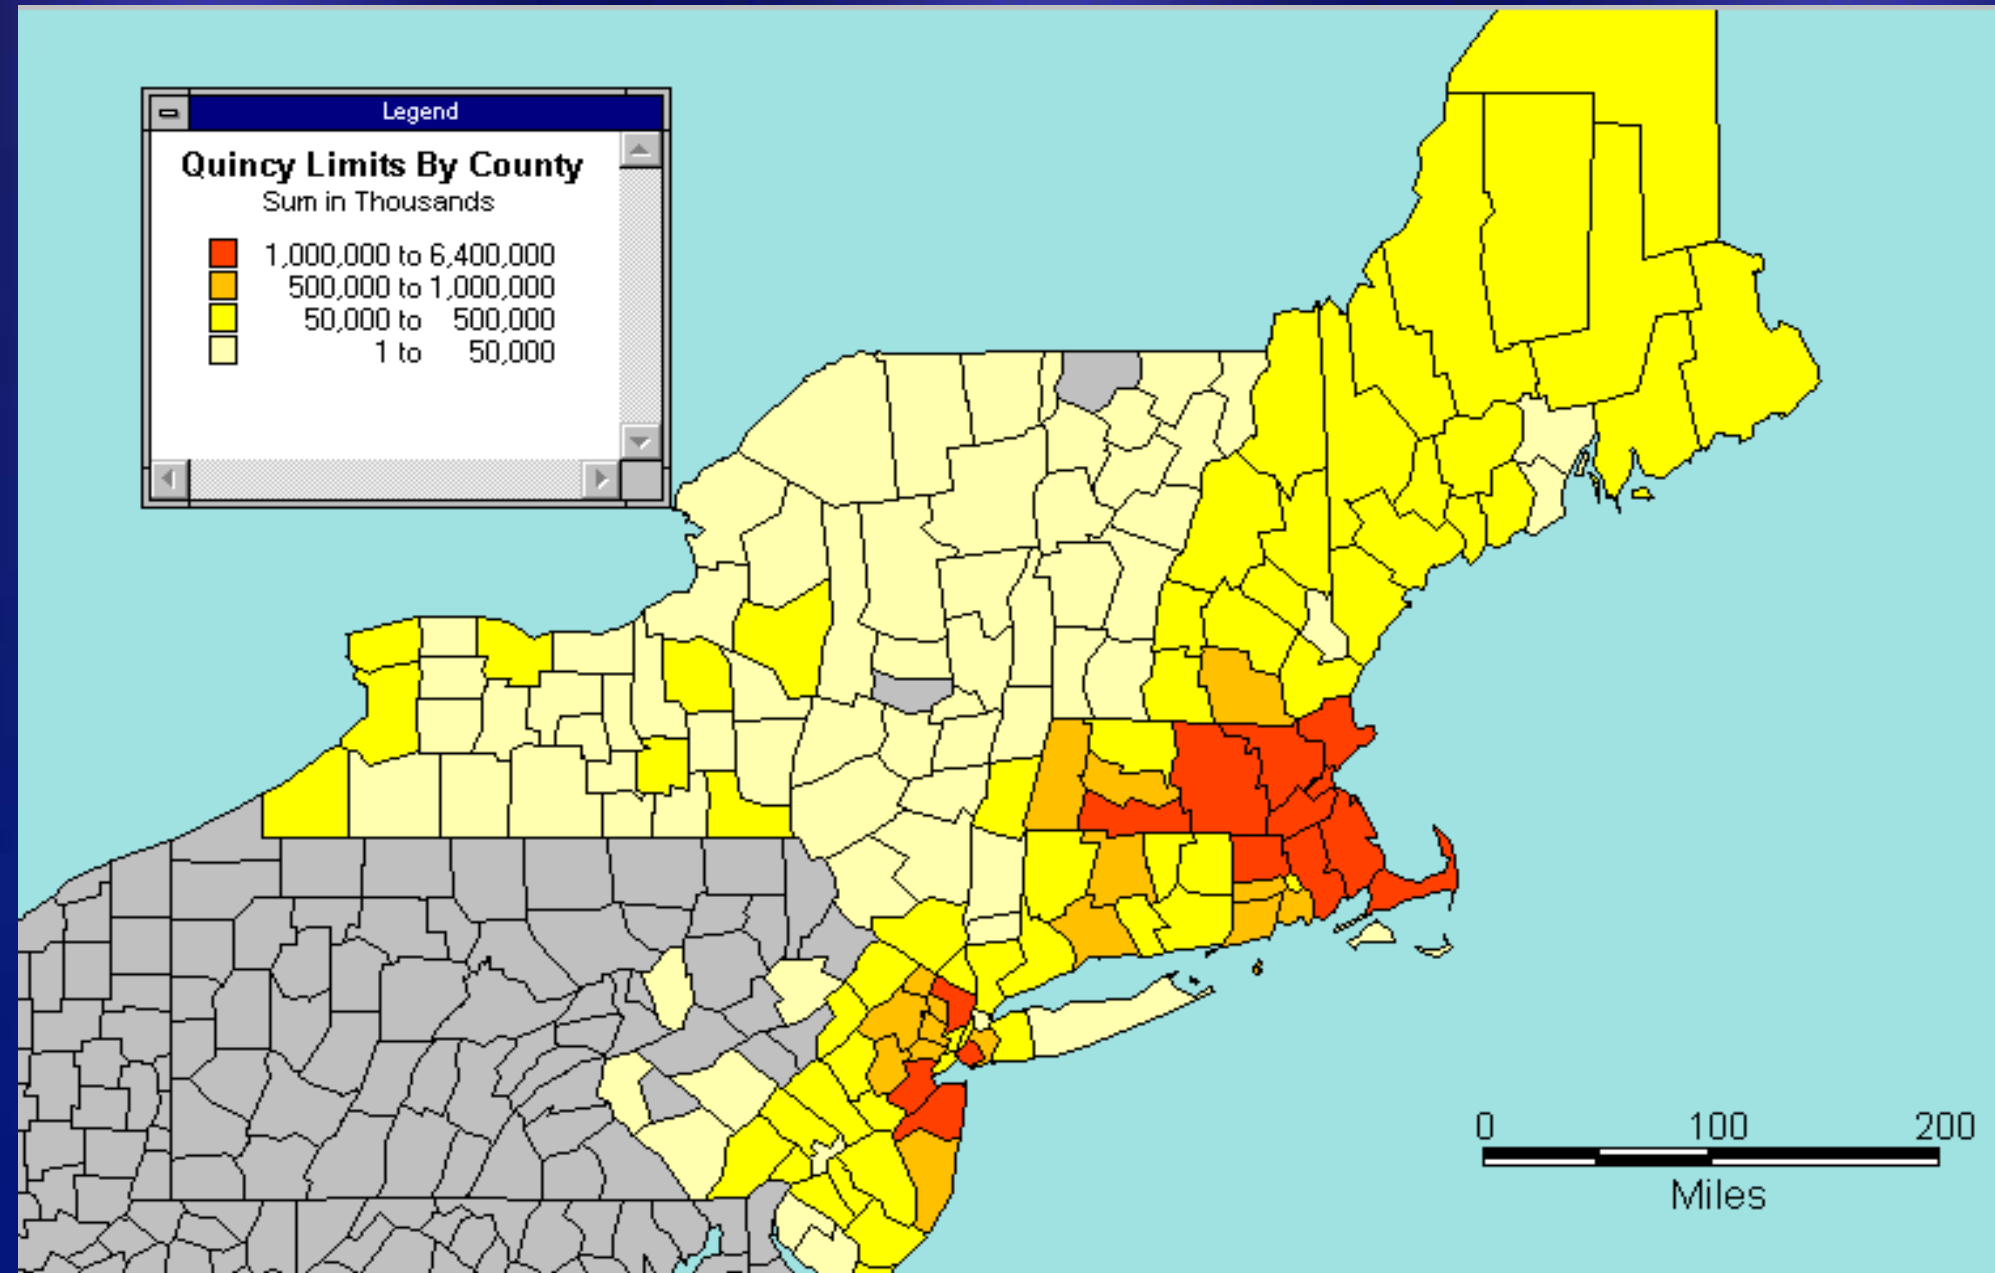 Legend
Quincy Limits By County
Sum in Thousands
1,000,000 to 6,400,000
500,000 to 1,000,000
50,000 to 500,000
1 to 50,000
0 100 200
Miles